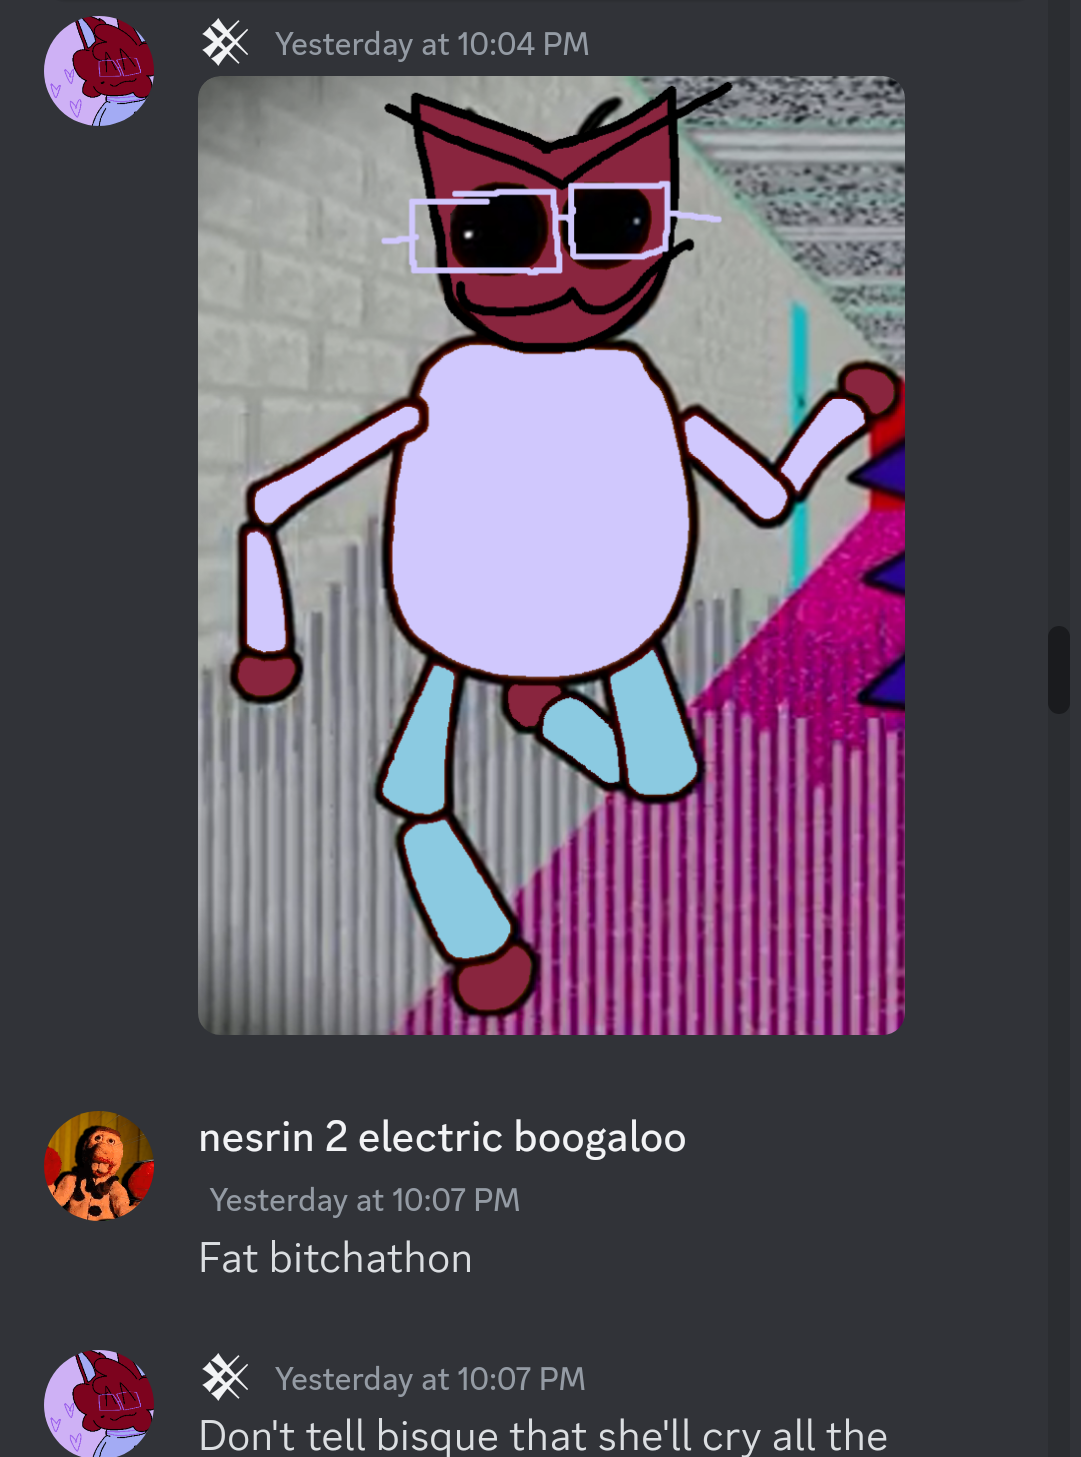 Yesterday at 10:04 PM
nesrin 2 electric boogaloo
Yesterday at 10:07 PM
Fat bitchathon
Yesterday at 10:07 PM
Don't tell bisque that she'll cry all the